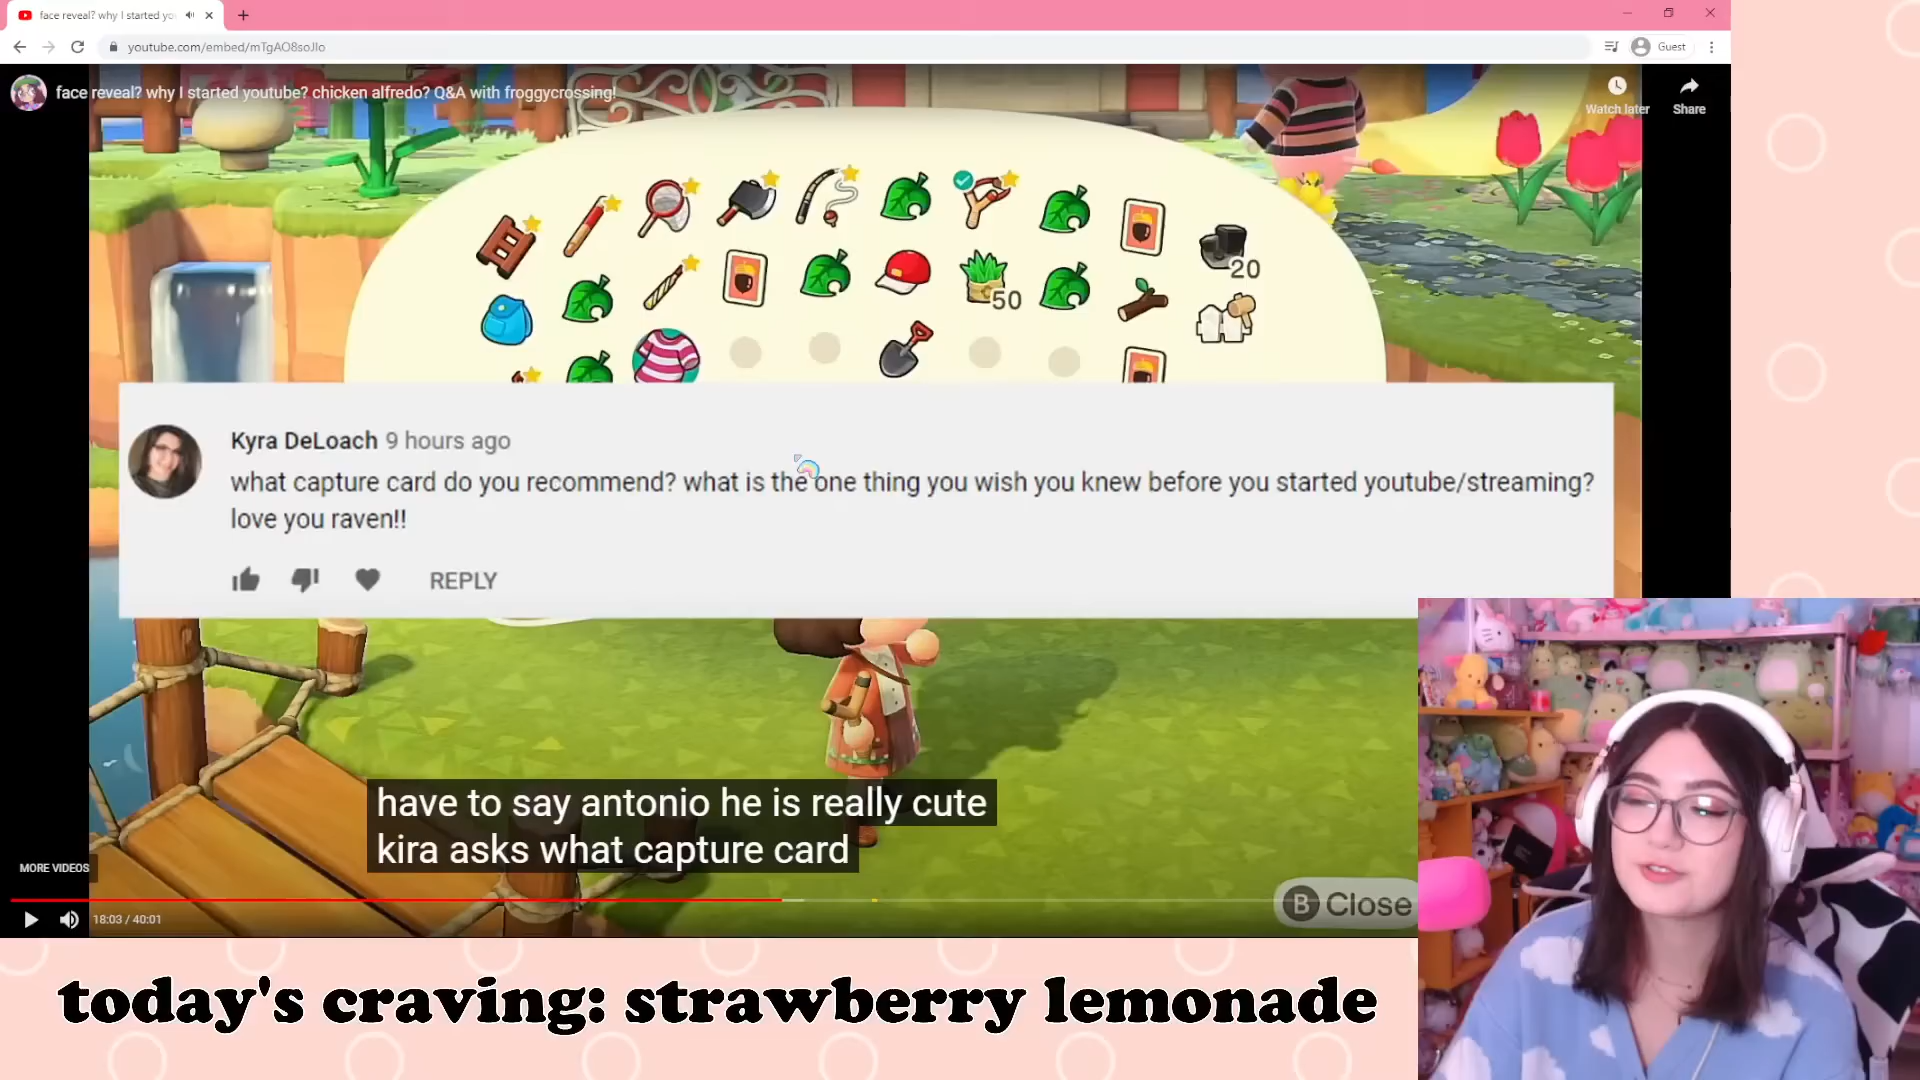 face reveal? why I started yo
youtube.com/embed/mTgAO8soJIo
Guest
face reveal? why I started youtube? chicken alfredo? Q&A with froggycrossing!
Watch later
Share
20
50
Kyra DeLoach 9 hours ago
what capture card do you recommend? what is the one thing you wish you knew before you started youtube/streaming?
love you raven!!
REPLY
have to say antonio he is really cute
kira asks what capture card
MORE VIDEOS
B Close
18:03 / 40:01
today's craving: strawberry lemonade